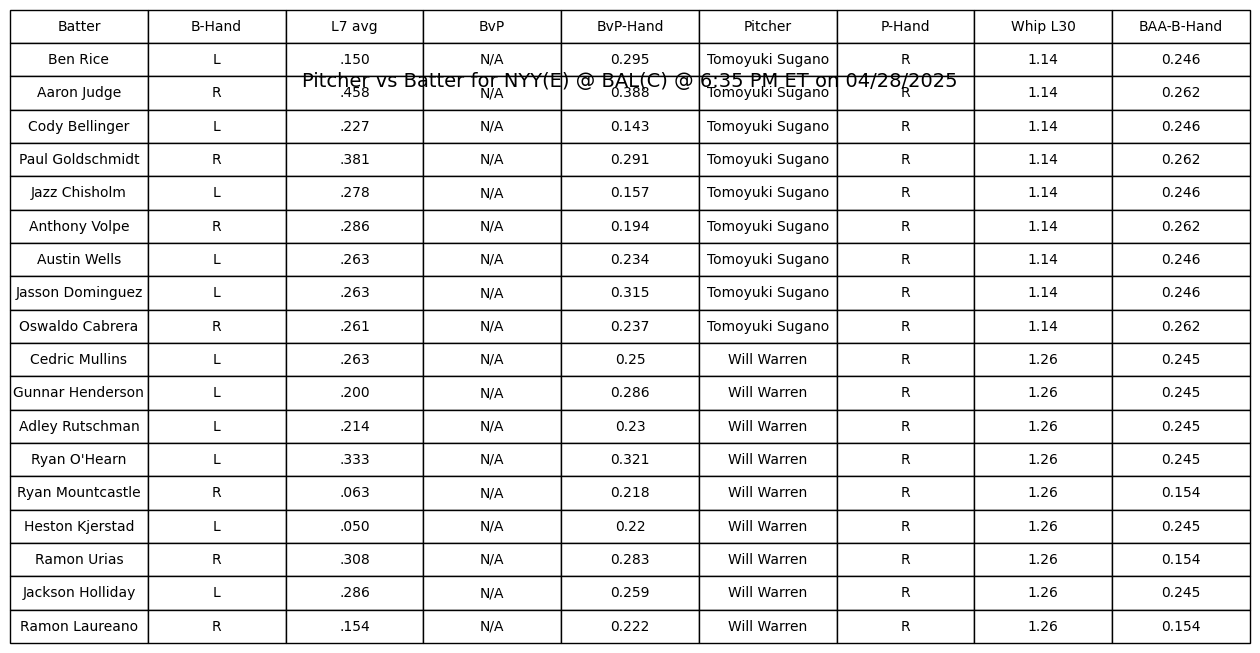 Batter B-Hand L7 avg BvP BvP-Hand Pitcher P-Hand Whip L30 BAA-B-Hand
Ben Rice L .150 N/A 0.295 Tomoyuki Sugano R 1.14 0.246
Pitcher vs Batter for NYY(E) @ BAL(C) @ 6:35 PM ET on 04/28/2025
Aaron Judge R .458 N/A 0.388 Tomoyuki Sugano R 1.14 0.262
Cody Bellinger L .227 N/A 0.143 Tomoyuki Sugano R 1.14 0.246
Paul Goldschmidt R .381 N/A 0.291 Tomoyuki Sugano R 1.14 0.262
Jazz Chisholm L .278 N/A 0.157 Tomoyuki Sugano R 1.14 0.246
Anthony Volpe R .286 N/A 0.194 Tomoyuki Sugano R 1.14 0.262
Austin Wells L .263 N/A 0.234 Tomoyuki Sugano R 1.14 0.246
Jasson Dominguez L .263 N/A 0.315 Tomoyuki Sugano R 1.14 0.246
Oswaldo Cabrera R .261 N/A 0.237 Tomoyuki Sugano R 1.14 0.262
Cedric Mullins L .263 N/A 0.25 Will Warren R 1.26 0.245
Gunnar Henderson L .200 N/A 0.286 Will Warren R 1.26 0.245
Adley Rutschman L .214 N/A 0.23 Will Warren R 1.26 0.245
Ryan O'Hearn L .333 N/A 0.321 Will Warren R 1.26 0.245
Ryan Mountcastle R .063 N/A 0.218 Will Warren R 1.26 0.154
Heston Kjerstad L .050 N/A 0.22 Will Warren R 1.26 0.245
Ramon Urias R .308 N/A 0.283 Will Warren R 1.26 0.154
Jackson Holliday L .286 N/A 0.259 Will Warren R 1.26 0.245
Ramon Laureano R .154 N/A 0.222 Will Warren R 1.26 0.154